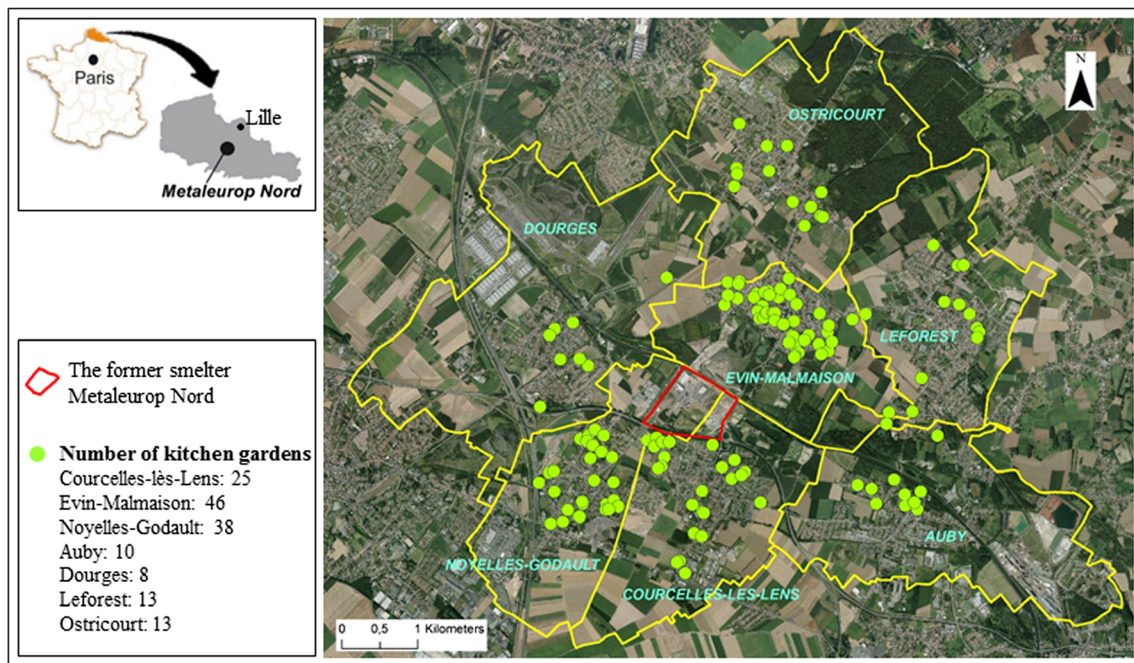 Paris
Lille
Metaleurop Nord
The former smelter
Metaleurop Nord
Number of kitchen gardens
Courcelles-lès-Lens: 25
Evin-Malmaison: 46
Noyelles-Godault: 38
Auby: 10
Dourges: 8
Leforest: 13
Ostricourt: 13
N
OSTRICOURT
DOURGES
LEFOREST
EVIN-MALMAISON
AUBY
NOYELLES-GODAULT
COURCELLES-LES-LENS
0 0,5 1 Kilometers